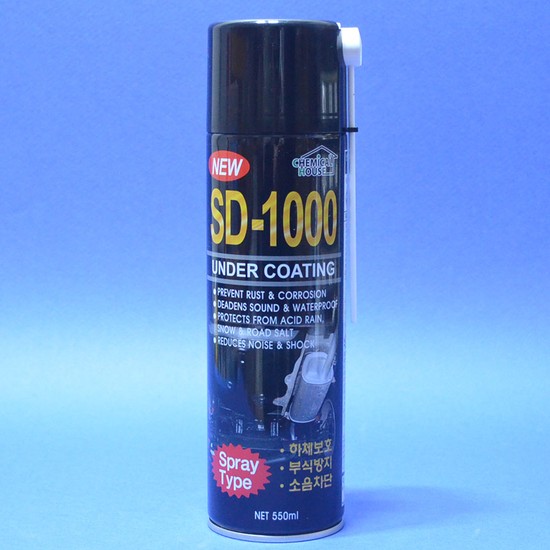 NEW
CHEMICAL
HOUSE
SD-1000
UNDER COATING
• PREVENT RUST & CORROSION
• DEADENS SOUND & WATERPROOF
• PROTECTS FROM ACID RAIN,
SNOW & ROAD SALT
• REDUCES NOISE & SHOCK
• 하체보호
• 부식방지
• 소음차단
Spray
Type
NET 550ml